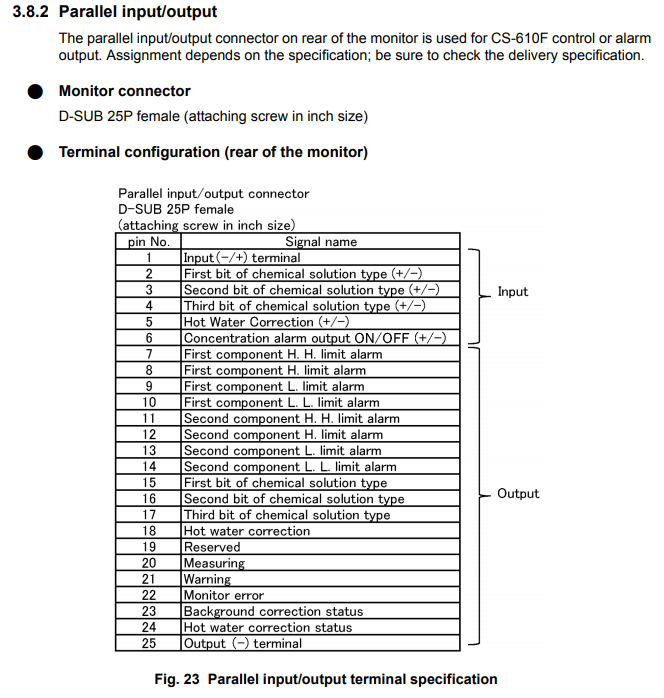 3.8.2 Parallel input/output
The parallel input/output connector on rear of the monitor is used for CS-610F control or alarm
output. Assignment depends on the specification; be sure to check the delivery specification.
● Monitor connector
D-SUB 25P female (attaching screw in inch size)
● Terminal configuration (rear of the monitor)
Parallel input/output connector
D-SUB 25P female
(attaching screw in inch size)
pin No. Signal name
1 Input(-/+) terminal
2 First bit of chemical solution type (+/-)
3 Second bit of chemical solution type (+/-)
4 Third bit of chemical solution type (+/-)
5 Hot Water Correction (+/-)
6 Concentration alarm output ON/OFF (+/-)
Input
7 First component H. H. limit alarm
8 First component H. limit alarm
9 First component L. limit alarm
10 First component L. L. limit alarm
11 Second component H. H. limit alarm
12 Second component H. limit alarm
13 Second component L. limit alarm
14 Second component L. L. limit alarm
15 First bit of chemical solution type
16 Second bit of chemical solution type
17 Third bit of chemical solution type
18 Hot water correction
19 Reserved
20 Measuring
21 Warning
22 Monitor error
23 Background correction status
24 Hot water correction status
25 Output (-) terminal
Output
Fig. 23 Parallel input/output terminal specification